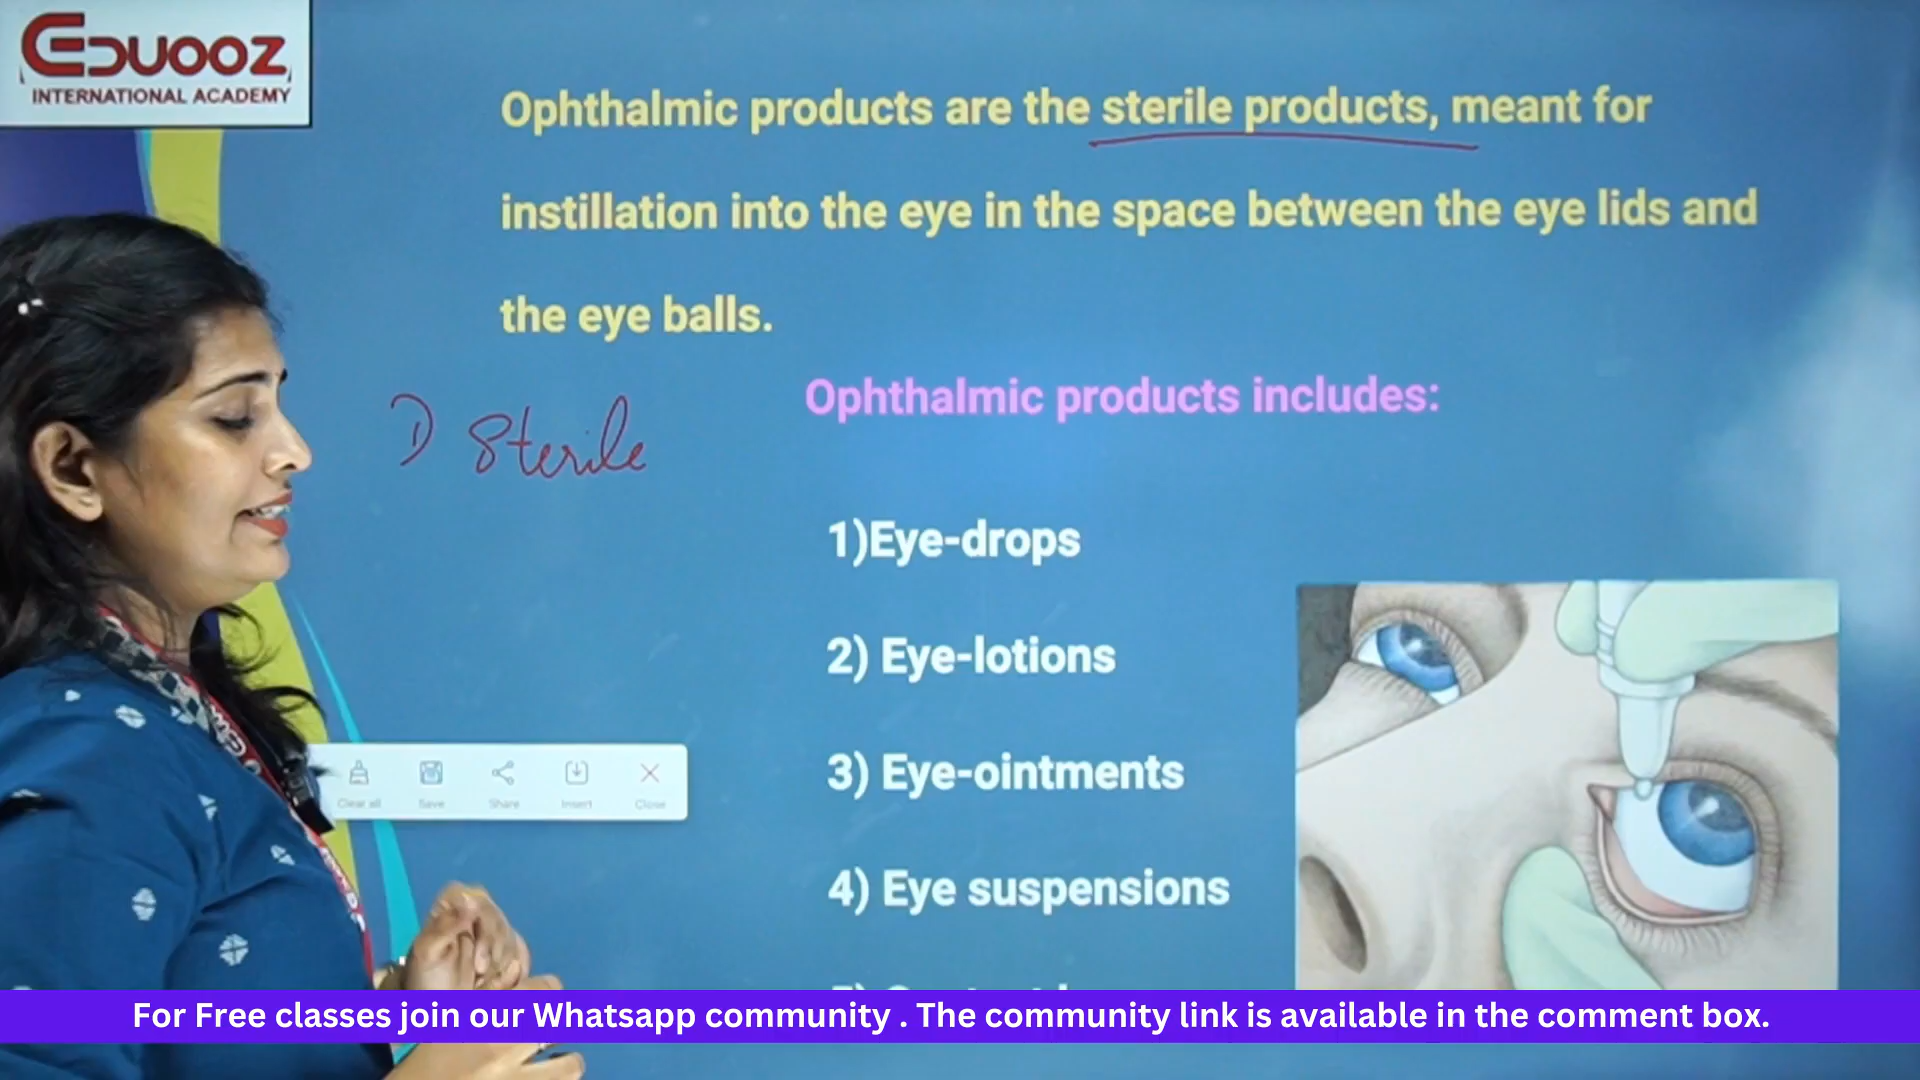 EDUOOZ
INTERNATIONAL ACADEMY
Ophthalmic products are the sterile products, meant for
instillation into the eye in the space between the eye lids and
the eye balls.
1) Sterile
Ophthalmic products includes:
1)Eye-drops
2) Eye-lotions
3) Eye-ointments
4) Eye suspensions
Clear all Save Share Insert Close
For Free classes join our Whatsapp community . The community link is available in the comment box.